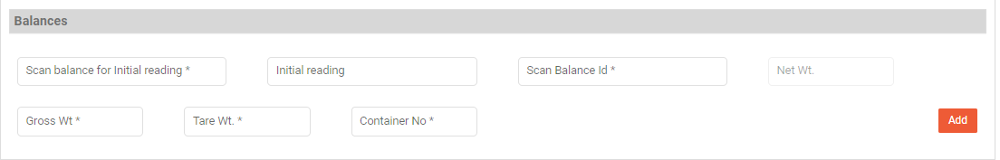 Balances
Scan balance for Initial reading * Initial reading Scan Balance Id * Net Wt.
Gross Wt * Tare Wt. * Container No * Add